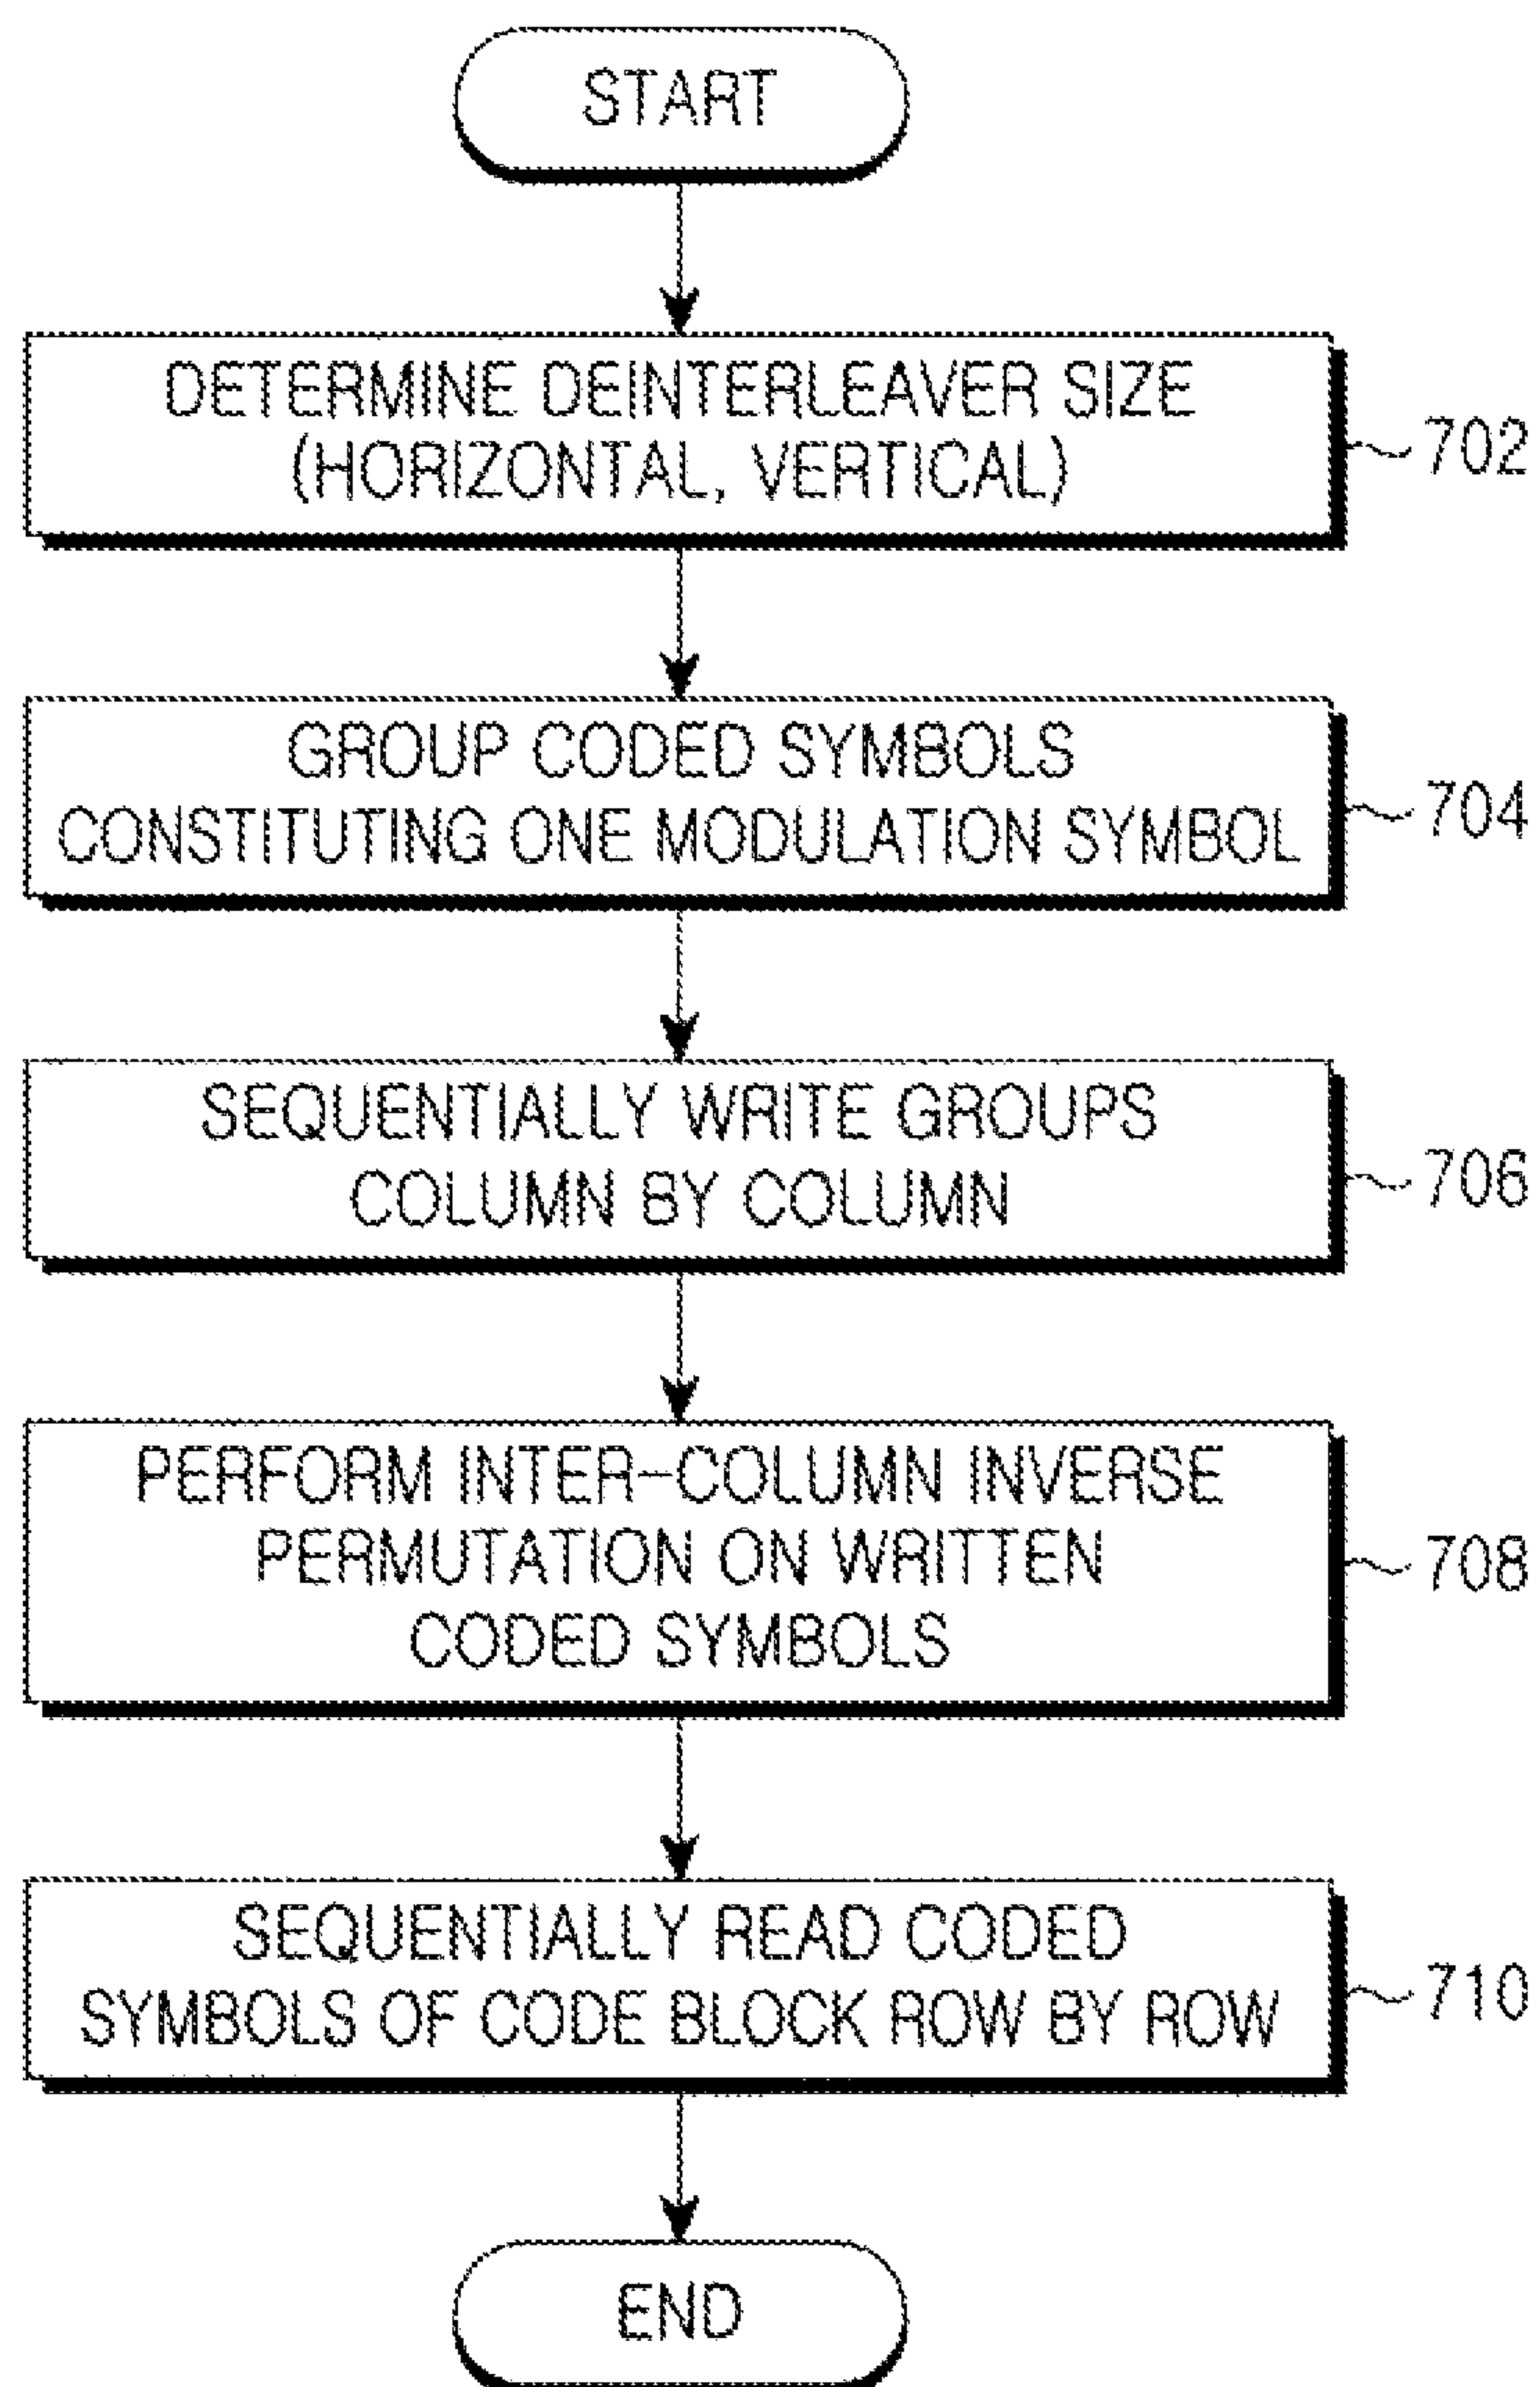 START
DETERMINE DEINTERLEAVER SIZE
(HORIZONTAL, VERTICAL)
702
GROUP CODED SYMBOLS
CONSTITUTING ONE MODULATION SYMBOL
704
SEQUENTIALLY WRITE GROUPS
COLUMN BY COLUMN
706
PERFORM INTER-COLUMN INVERSE
PERMUTATION ON WRITTEN
CODED SYMBOLS
708
SEQUENTIALLY READ CODED
SYMBOLS OF CODE BLOCK ROW BY ROW
710
END